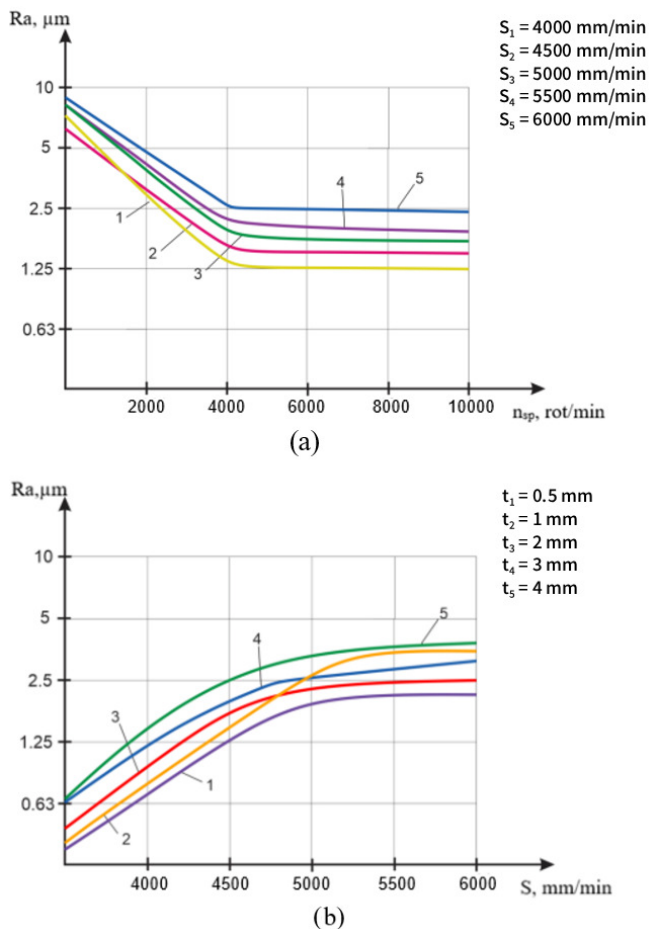 Ra, µm
S₁ = 4000 mm/min
S₂ = 4500 mm/min
S₃ = 5000 mm/min
S₄ = 5500 mm/min
S₅ = 6000 mm/min
10
5
2.5
1.25
0.63
1
2
3
4
5
2000 4000 6000 8000 10000
nsp, rot/min
(a)
Ra,µm
t₁ = 0.5 mm
t₂ = 1 mm
t₃ = 2 mm
t₄ = 3 mm
t₅ = 4 mm
10
5
2.5
1.25
0.63
3
4
5
1
2
4000 4500 5000 5500 6000
S, mm/min
(b)